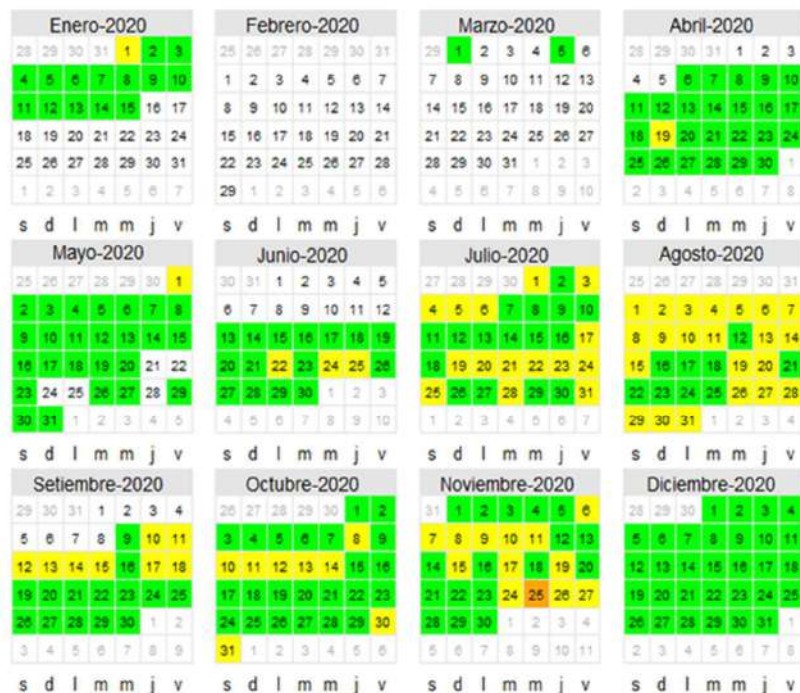 Enero-2020 Febrero-2020 Marzo-2020 Abril-2020
28 29 30 31 1 2 3 25 26 27 28 29 30 31 29 1 2 3 4 5 6 28 29 30 31 1 2 3
4 5 6 7 8 9 10 1 2 3 4 5 6 7 7 8 9 10 11 12 13 4 5 6 7 8 9 10
11 12 13 14 15 16 17 8 9 10 11 12 13 14 14 15 16 17 18 19 20 11 12 13 14 15 16 17
18 19 20 21 22 23 24 15 16 17 18 19 20 21 21 22 23 24 25 26 27 18 19 20 21 22 23 24
25 26 27 28 29 30 31 22 23 24 25 26 27 28 28 29 30 31 1 2 3 25 26 27 28 29 30 1
1 2 3 4 5 6 7 29 1 2 3 4 5 6 4 5 6 7 8 9 10 2 3 4 5 6 7 8
s d l m m j v s d l m m j v s d l m m j v s d l m m j v
Mayo-2020 Junio-2020 Julio-2020 Agosto-2020
25 26 27 28 29 30 1 30 31 1 2 3 4 5 27 28 29 30 1 2 3 25 26 27 28 29 30 31
2 3 4 5 6 7 8 6 7 8 9 10 11 12 4 5 6 7 8 9 10 1 2 3 4 5 6 7
9 10 11 12 13 14 15 13 14 15 16 17 18 19 11 12 13 14 15 16 17 8 9 10 11 12 13 14
16 17 18 19 20 21 22 20 21 22 23 24 25 26 18 19 20 21 22 23 24 15 16 17 18 19 20 21
23 24 25 26 27 28 29 27 28 29 30 1 2 3 25 26 27 28 29 30 31 22 23 24 25 26 27 28
30 31 1 2 3 4 5 4 5 6 7 8 9 10 1 2 3 4 5 6 7 29 30 31 1 2 3 4
s d l m m j v s d l m m j v s d l m m j v s d l m m j v
Setiembre-2020 Octubre-2020 Noviembre-2020 Diciembre-2020
29 30 31 1 2 3 4 26 27 28 29 30 1 2 31 1 2 3 4 5 6 28 29 30 1 2 3 4
5 6 7 8 9 10 11 3 4 5 6 7 8 9 7 8 9 10 11 12 13 5 6 7 8 9 10 11
12 13 14 15 16 17 18 10 11 12 13 14 15 16 14 15 16 17 18 19 20 12 13 14 15 16 17 18
19 20 21 22 23 24 25 17 18 19 20 21 22 23 21 22 23 24 25 26 27 19 20 21 22 23 24 25
26 27 28 29 30 1 2 24 25 26 27 28 29 30 28 29 30 1 2 3 4 26 27 28 29 30 31 1
3 4 5 6 7 8 9 31 1 2 3 4 5 6 5 6 7 8 9 10 11 2 3 4 5 6 7 8
s d l m m j v s d l m m j v s d l m m j v s d l m m j v